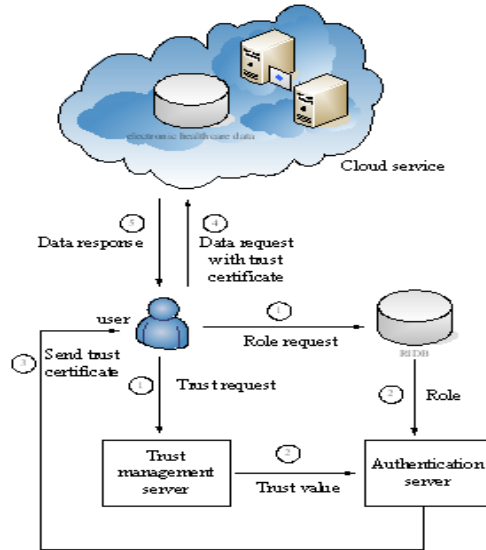 electronic healthcare data
Cloud service
5
4
Data response
Data request
with trust
certificate
user
1
Role request
RIDB
3
Send trust
certificate
1
Trust request
2
Role
Trust
management
server
2
Trust value
Authentication
server